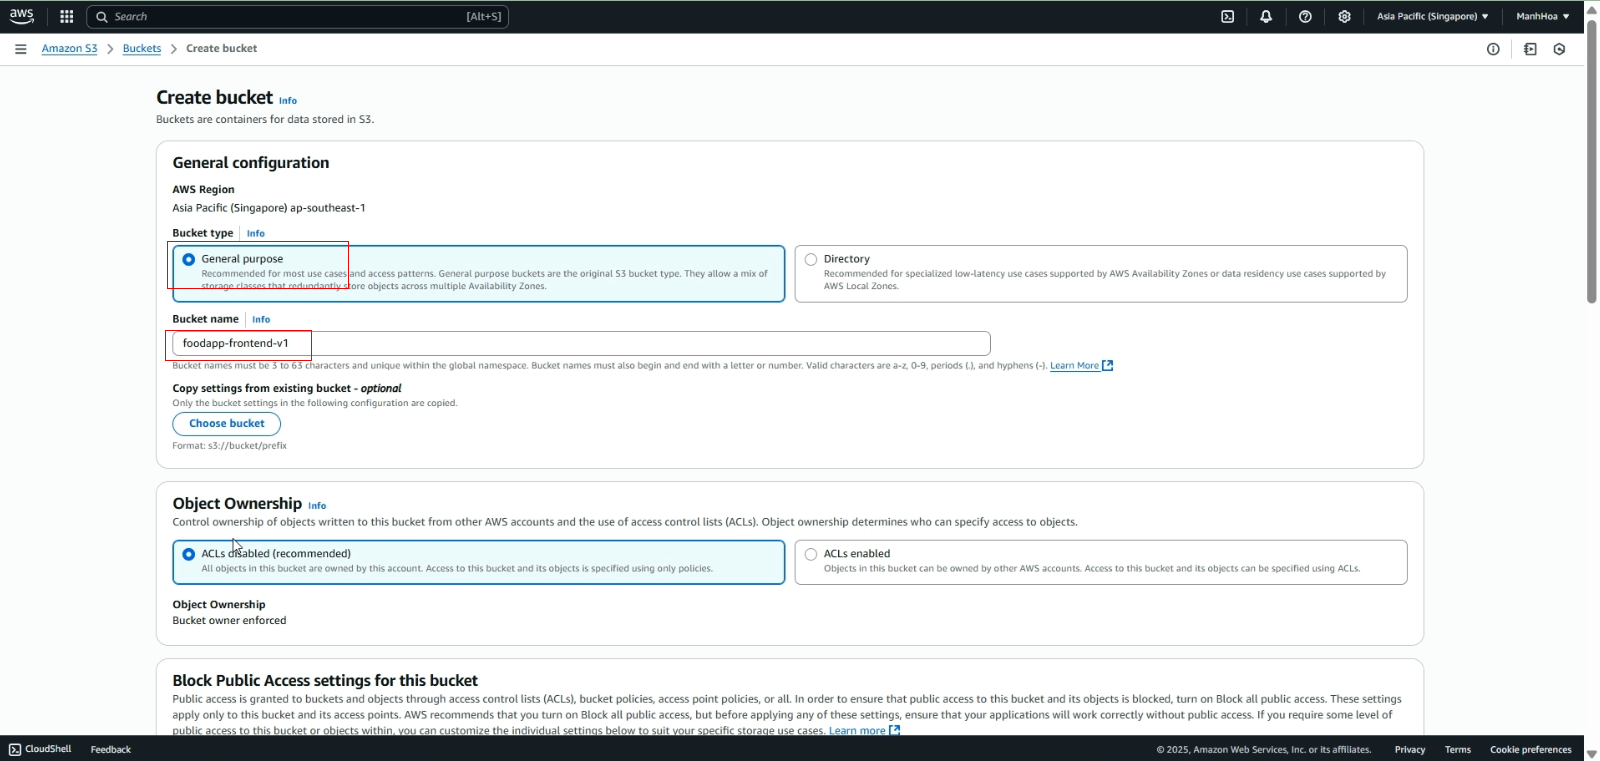 aws
Search [Alt+S]
Asia Pacific (Singapore)
ManhHoa
Amazon S3
Buckets
Create bucket
Create bucket Info
Buckets are containers for data stored in S3.
General configuration
AWS Region
Asia Pacific (Singapore) ap-southeast-1
Bucket type Info
General purpose
Recommended for most use cases and access patterns. General purpose buckets are the original S3 bucket type. They allow a mix of
storage classes that redundantly store objects across multiple Availability Zones.
Directory
Recommended for specialized low-latency use cases supported by AWS Availability Zones or data residency use cases supported by
AWS Local Zones.
Bucket name Info
foodapp-frontend-v1
Bucket names must be 3 to 63 characters and unique within the global namespace. Bucket names must also begin and end with a letter or number. Valid characters are a-z, 0-9, periods (.), and hyphens (-). Learn More
Copy settings from existing bucket - optional
Only the bucket settings in the following configuration are copied.
Choose bucket
Format: s3://bucket/prefix
Object Ownership Info
Control ownership of objects written to this bucket from other AWS accounts and the use of access control lists (ACLs). Object ownership determines who can specify access to objects.
ACLs disabled (recommended)
All objects in this bucket are owned by this account. Access to this bucket and its objects is specified using only policies.
ACLs enabled
Objects in this bucket can be owned by other AWS accounts. Access to this bucket and its objects can be specified using ACLs.
Object Ownership
Bucket owner enforced
Block Public Access settings for this bucket
Public access is granted to buckets and objects through access control lists (ACLs), bucket policies, access point policies, or all. In order to ensure that public access to this bucket and its objects is blocked, turn on Block all public access. These settings
apply only to this bucket and its access points. AWS recommends that you turn on Block all public access, but before applying any of these settings, ensure that your applications will work correctly without public access. If you require some level of
public access to this bucket or objects within, you can customize the individual settings below to suit your specific storage use cases. Learn more
CloudShell
Feedback
© 2025, Amazon Web Services, Inc. or its affiliates.
Privacy
Terms
Cookie preferences